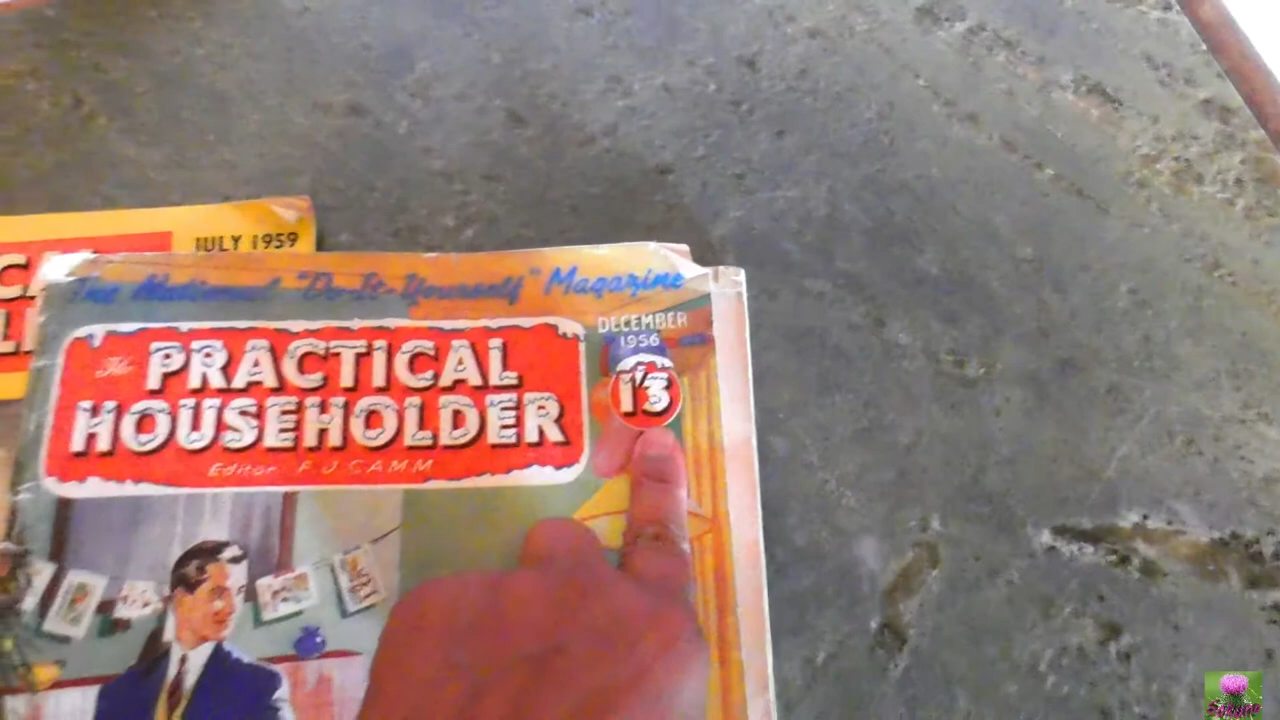 JULY 1959
The National "Do-It-Yourself" Magazine
The PRACTICAL
HOUSEHOLDER
Editor F.J. CAMM
DECEMBER
1956
1'3